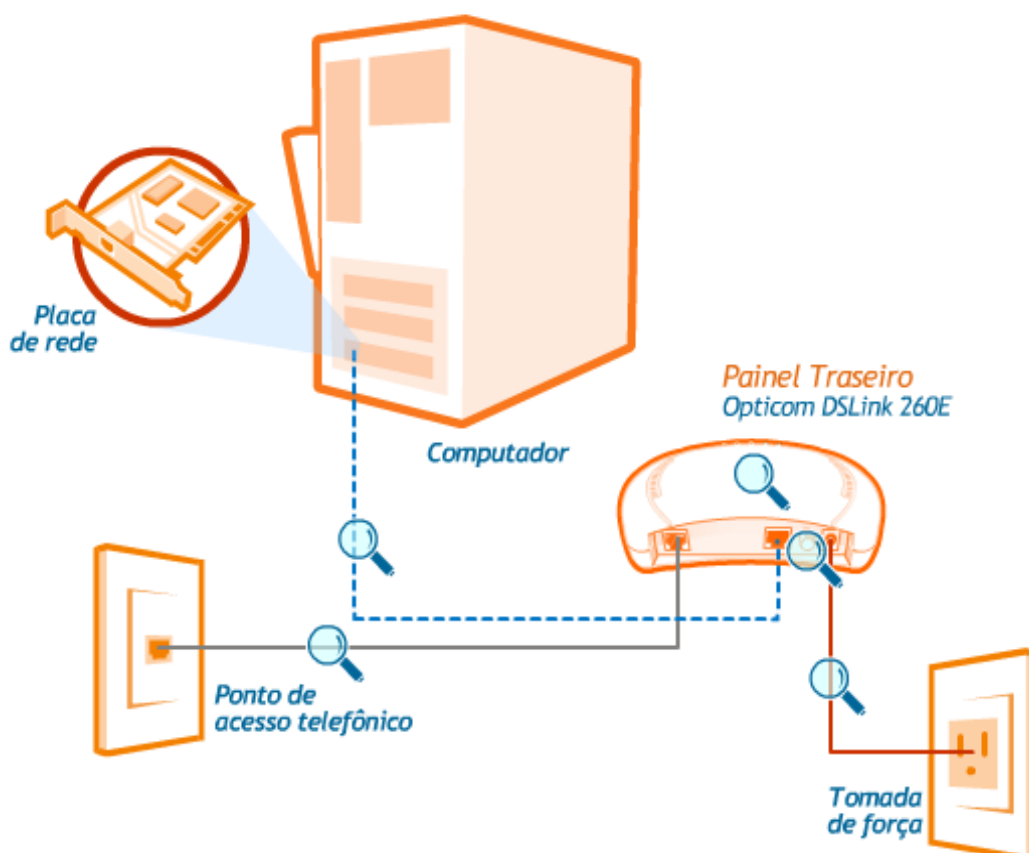 Placa
de rede
Painel Traseiro
Opticom DSLink 260E
Computador
Ponto de
acesso telefônico
Tomada
de força